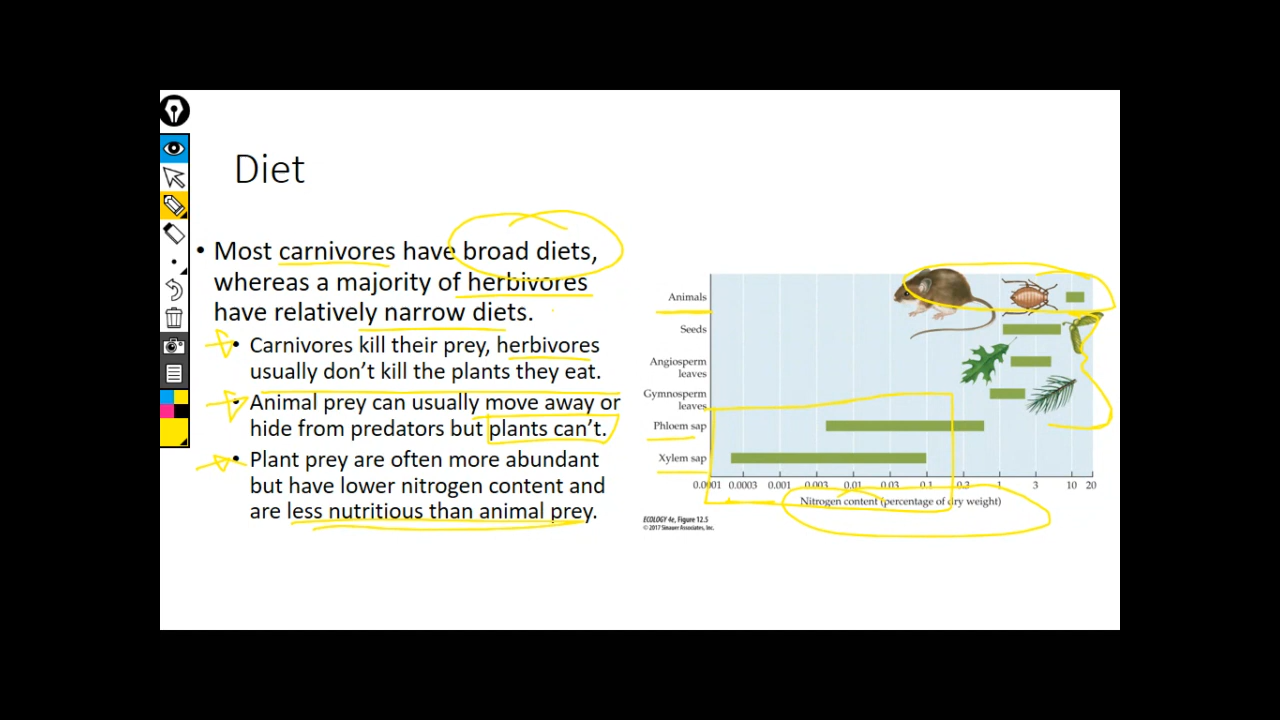 Diet
• Most carnivores have broad diets,
whereas a majority of herbivores
have relatively narrow diets.
• Carnivores kill their prey, herbivores
usually don’t kill the plants they eat.
• Animal prey can usually move away or
hide from predators but plants can’t.
• Plant prey are often more abundant
but have lower nitrogen content and
are less nutritious than animal prey.
Animals
Seeds
Angiosperm
leaves
Gymnosperm
leaves
Phloem sap
Xylem sap
0.0001 0.0003 0.001 0.003 0.01 0.03 0.1 0.3 1 3 10 20
Nitrogen content (percentage of dry weight)
ECOLOGY 4e, Figure 12.5
© 2017 Sinauer Associates, Inc.